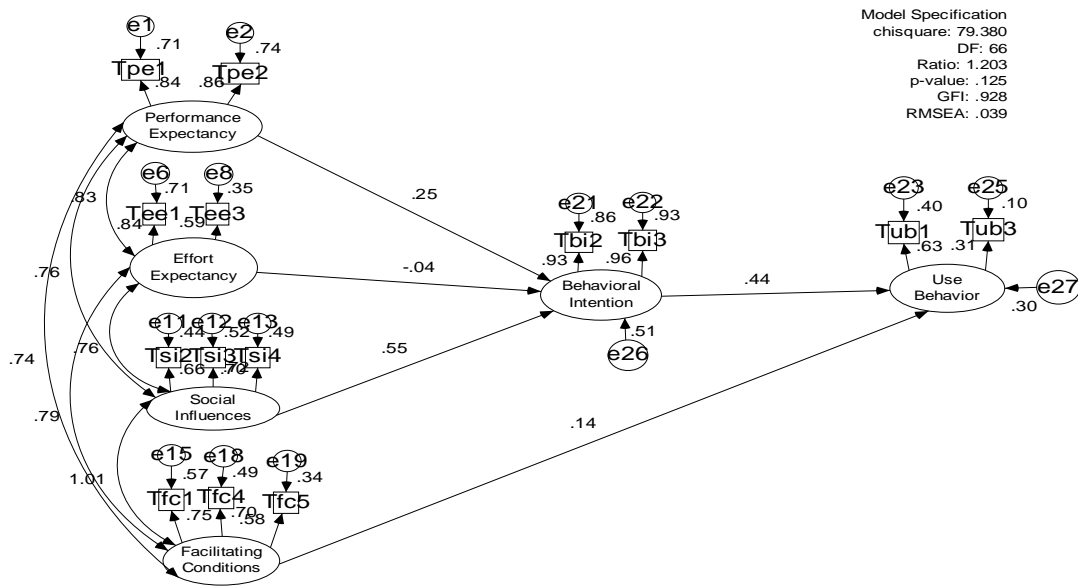 Model Specification
chisquare: 79.380
DF: 66
Ratio: 1.203
p-value: .125
GFI: .928
RMSEA: .039
e1
e2
.71
.74
Tpe1
Tpe2
.84
.86
Performance
Expectancy
e6
e8
.71
.35
Tee1
Tee3
.84
.59
Effort
Expectancy
e11
e12
e13
.44
.52
.49
Tsi2
Tsi3
Tsi4
.66
.72
.70
Social
Influences
e15
e18
e19
.57
.49
.34
Tfc1
Tfc4
Tfc5
.75
.70
.58
Facilitating
Conditions
.83
.76
.76
.74
.79
1.01
.25
-.04
.55
.14
e21
e22
.86
.93
Tbi2
Tbi3
.93
.96
Behavioral
Intention
.51
e26
.44
e23
e25
.40
.10
Tub1
Tub3
.63
.31
Use
Behavior
e27
.30